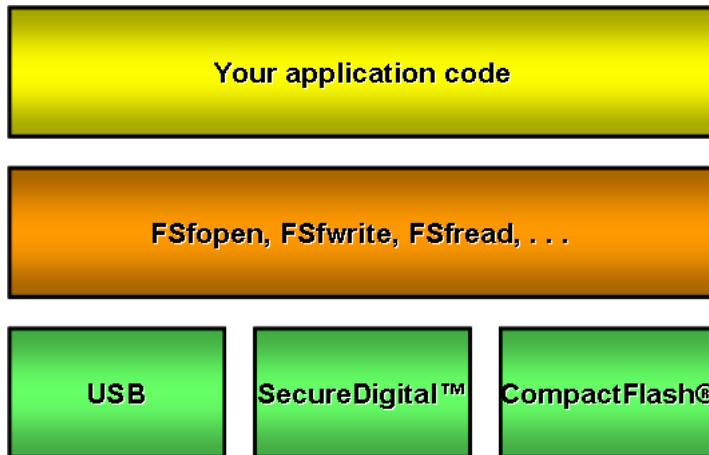 Your application code
FSfopen, FSfwrite, FSfread, . . .
USB
SecureDigital™
CompactFlash®